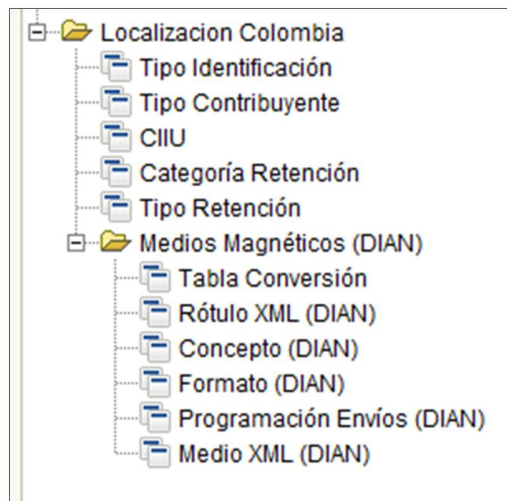 Localizacion Colombia
Tipo Identificación
Tipo Contribuyente
CIIU
Categoría Retención
Tipo Retención
Medios Magnéticos (DIAN)
Tabla Conversión
Rótulo XML (DIAN)
Concepto (DIAN)
Formato (DIAN)
Programación Envíos (DIAN)
Medio XML (DIAN)